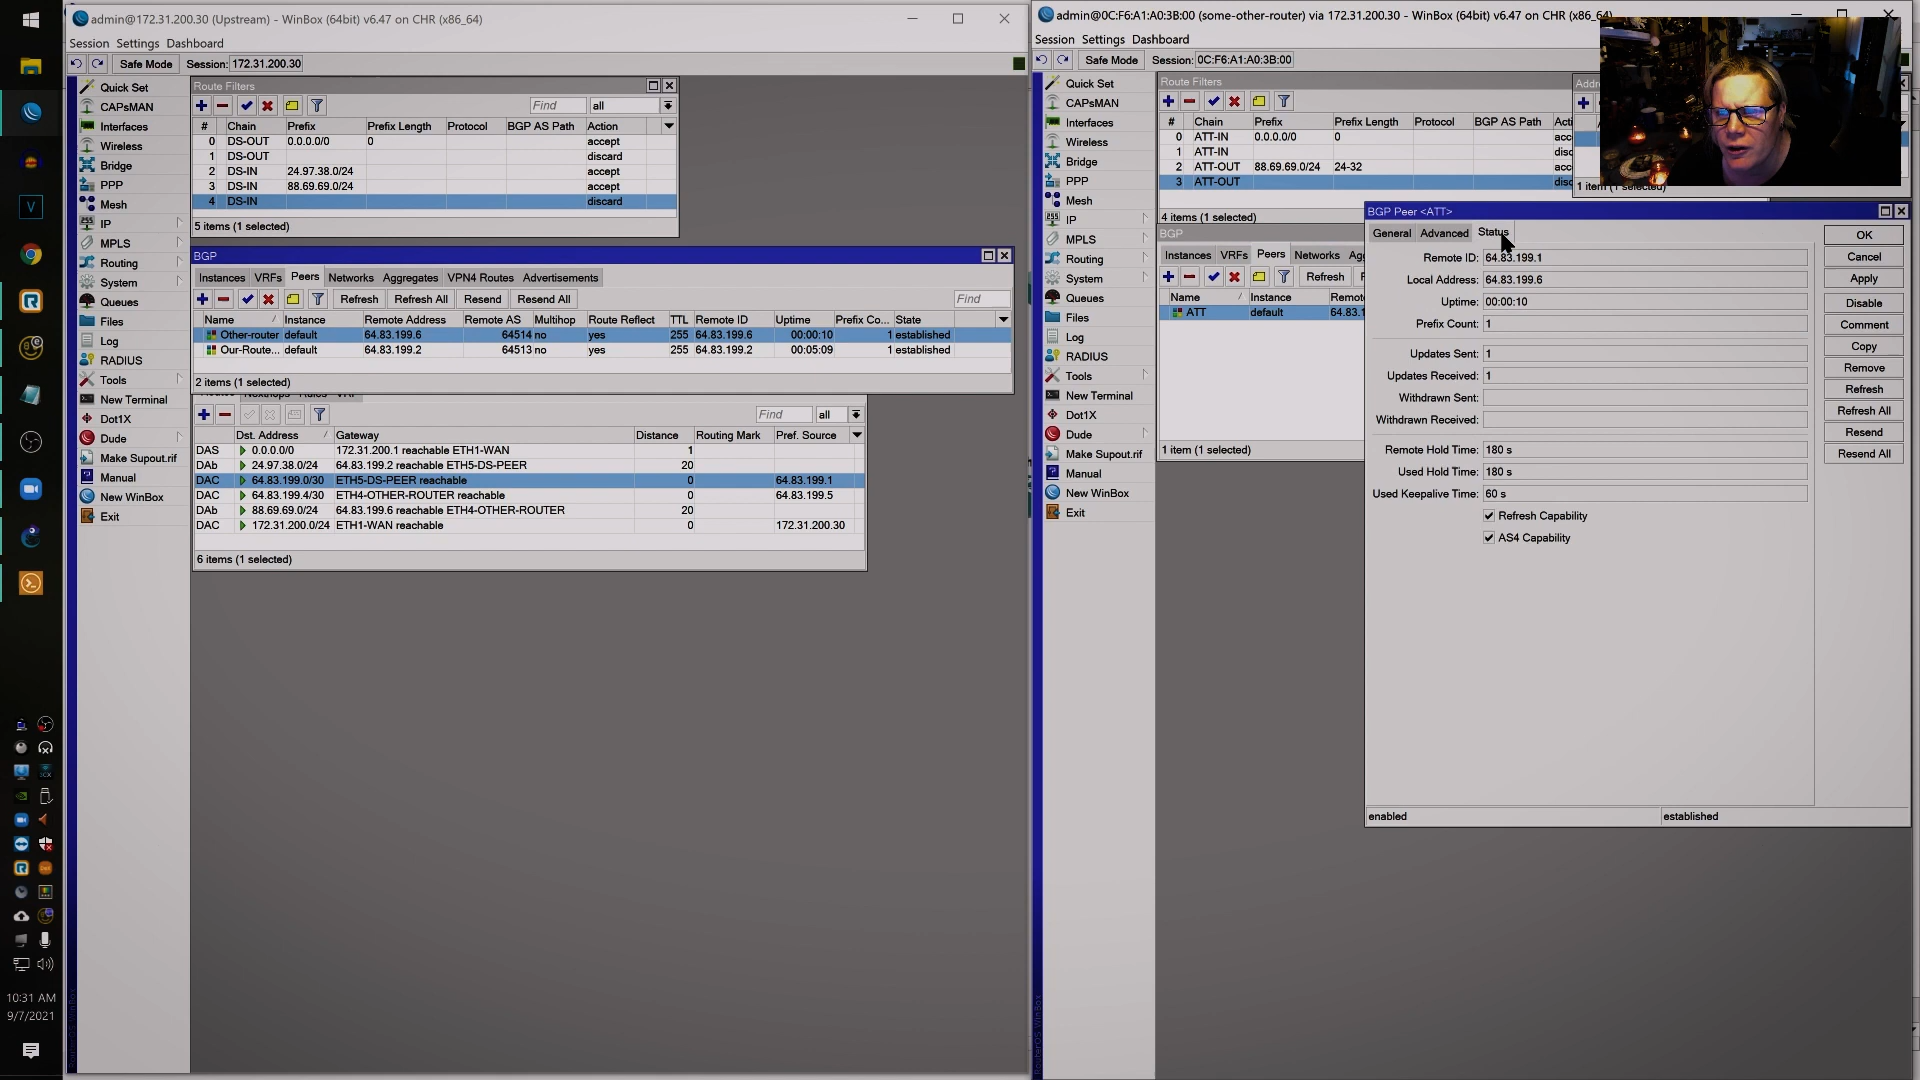 admin@172.31.200.30 (Upstream) - WinBox (64bit) v6.47 on CHR (x86_64)
Session Settings Dashboard
Safe Mode Session: 172.31.200.30
Quick Set
CAPsMAN
Interfaces
Wireless
Bridge
PPP
Mesh
IP
MPLS
Routing
System
Queues
Files
Log
RADIUS
Tools
New Terminal
Dot1X
Dude
Make Supout.rif
Manual
New WinBox
Exit
Route Filters
Find all
# Chain Prefix Prefix Length Protocol BGP AS Path Action
0 DS-OUT 0.0.0.0/0 0 accept
1 DS-OUT discard
2 DS-IN 24.97.38.0/24 accept
3 DS-IN 88.69.69.0/24 accept
4 DS-IN discard
5 items (1 selected)
BGP
Instances VRFs Peers Networks Aggregates VPN4 Routes Advertisements
Refresh Refresh All Resend Resend All Find
Name Instance Remote Address Remote AS Multihop Route Reflect TTL Remote ID Uptime Prefix Co... State
Other-router default 64.83.199.6 64514 no yes 255 64.83.199.6 00:00:10 1 established
Our-Route... default 64.83.199.2 64513 no yes 255 64.83.199.2 00:05:09 1 established
2 items (1 selected)
Find all
Dst. Address Gateway Distance Routing Mark Pref. Source
DAS 0.0.0.0/0 172.31.200.1 reachable ETH1-WAN 1
DAb 24.97.38.0/24 64.83.199.2 reachable ETH5-DS-PEER 20
DAC 64.83.199.0/30 ETH5-DS-PEER reachable 0 64.83.199.1
DAC 64.83.199.4/30 ETH4-OTHER-ROUTER reachable 0 64.83.199.5
DAb 88.69.69.0/24 64.83.199.6 reachable ETH4-OTHER-ROUTER 20
DAC 172.31.200.0/24 ETH1-WAN reachable 0 172.31.200.30
6 items (1 selected)
10:31 AM
9/7/2021
admin@0C:F6:A1:A0:3B:00 (some-other-router) via 172.31.200.30 - WinBox (64bit) v6.47 on CHR (x86_64)
Session Settings Dashboard
Safe Mode Session: 0C:F6:A1:A0:3B:00
Quick Set
CAPsMAN
Interfaces
Wireless
Bridge
PPP
Mesh
IP
MPLS
Routing
System
Queues
Files
Log
RADIUS
Tools
New Terminal
Dot1X
Dude
Make Supout.rif
Manual
New WinBox
Exit
Route Filters
# Chain Prefix Prefix Length Protocol BGP AS Path Acti
0 ATT-IN 0.0.0.0/0 0 acc
1 ATT-IN disc
2 ATT-OUT 88.69.69.0/24 24-32 acc
3 ATT-OUT disc
4 items (1 selected)
Addre
1 item (1 selected)
BGP
Instances VRFs Peers Networks Ag
Refresh
Name Instance Remot
ATT default 64.83.1
1 item (1 selected)
BGP Peer <ATT>
General Advanced Status
Remote ID: 64.83.199.1
Local Address: 64.83.199.6
Uptime: 00:00:10
Prefix Count: 1
Updates Sent: 1
Updates Received: 1
Withdrawn Sent:
Withdrawn Received:
Remote Hold Time: 180 s
Used Hold Time: 180 s
Used Keepalive Time: 60 s
Refresh Capability
AS4 Capability
OK
Cancel
Apply
Disable
Comment
Copy
Remove
Refresh
Refresh All
Resend
Resend All
enabled established